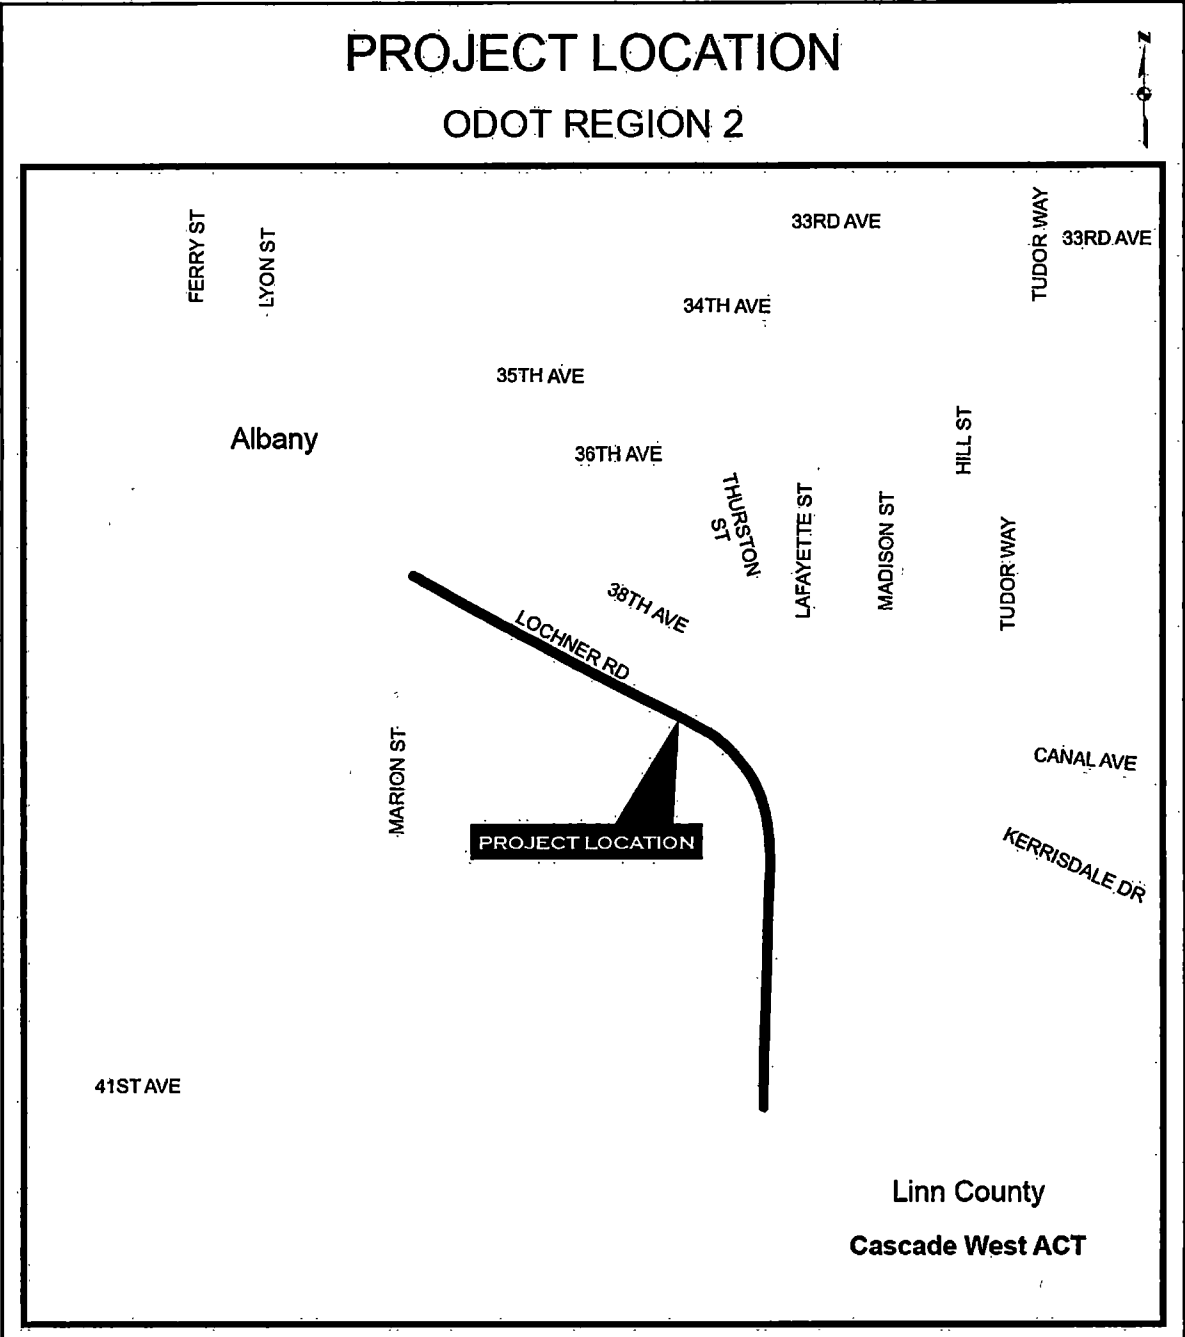 PROJECT LOCATION
ODOT REGION 2
Z
FERRY ST
LYON ST
33RD AVE
TUDOR WAY
33RD AVE
34TH AVE
35TH AVE
Albany
36TH AVE
HILL ST
THURSTON
ST
LAFAYETTE ST
MADISON ST
TUDOR WAY
38TH AVE
LOCHNER RD
MARION ST
CANAL AVE
PROJECT LOCATION
KERRISDALE DR
41ST AVE
Linn County
Cascade West ACT